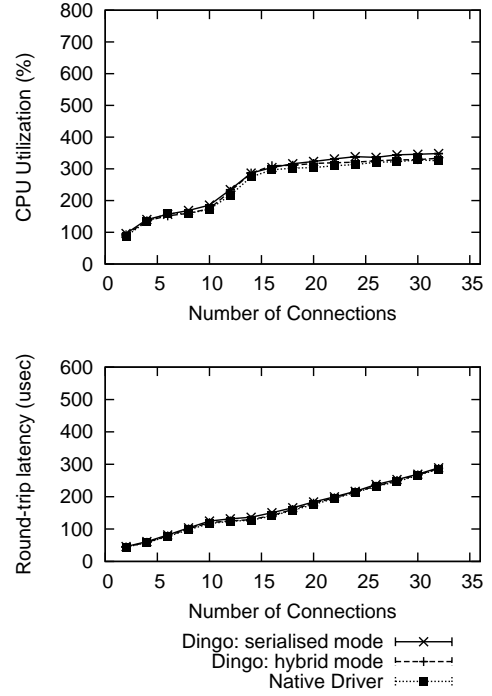 800
700
600
500
400
300
200
100
0
CPU Utilization (%)
0 5 10 15 20 25 30 35
Number of Connections
600
500
400
300
200
100
0
Round-trip latency (usec)
0 5 10 15 20 25 30 35
Number of Connections
Dingo: serialised mode
Dingo: hybrid mode
Native Driver